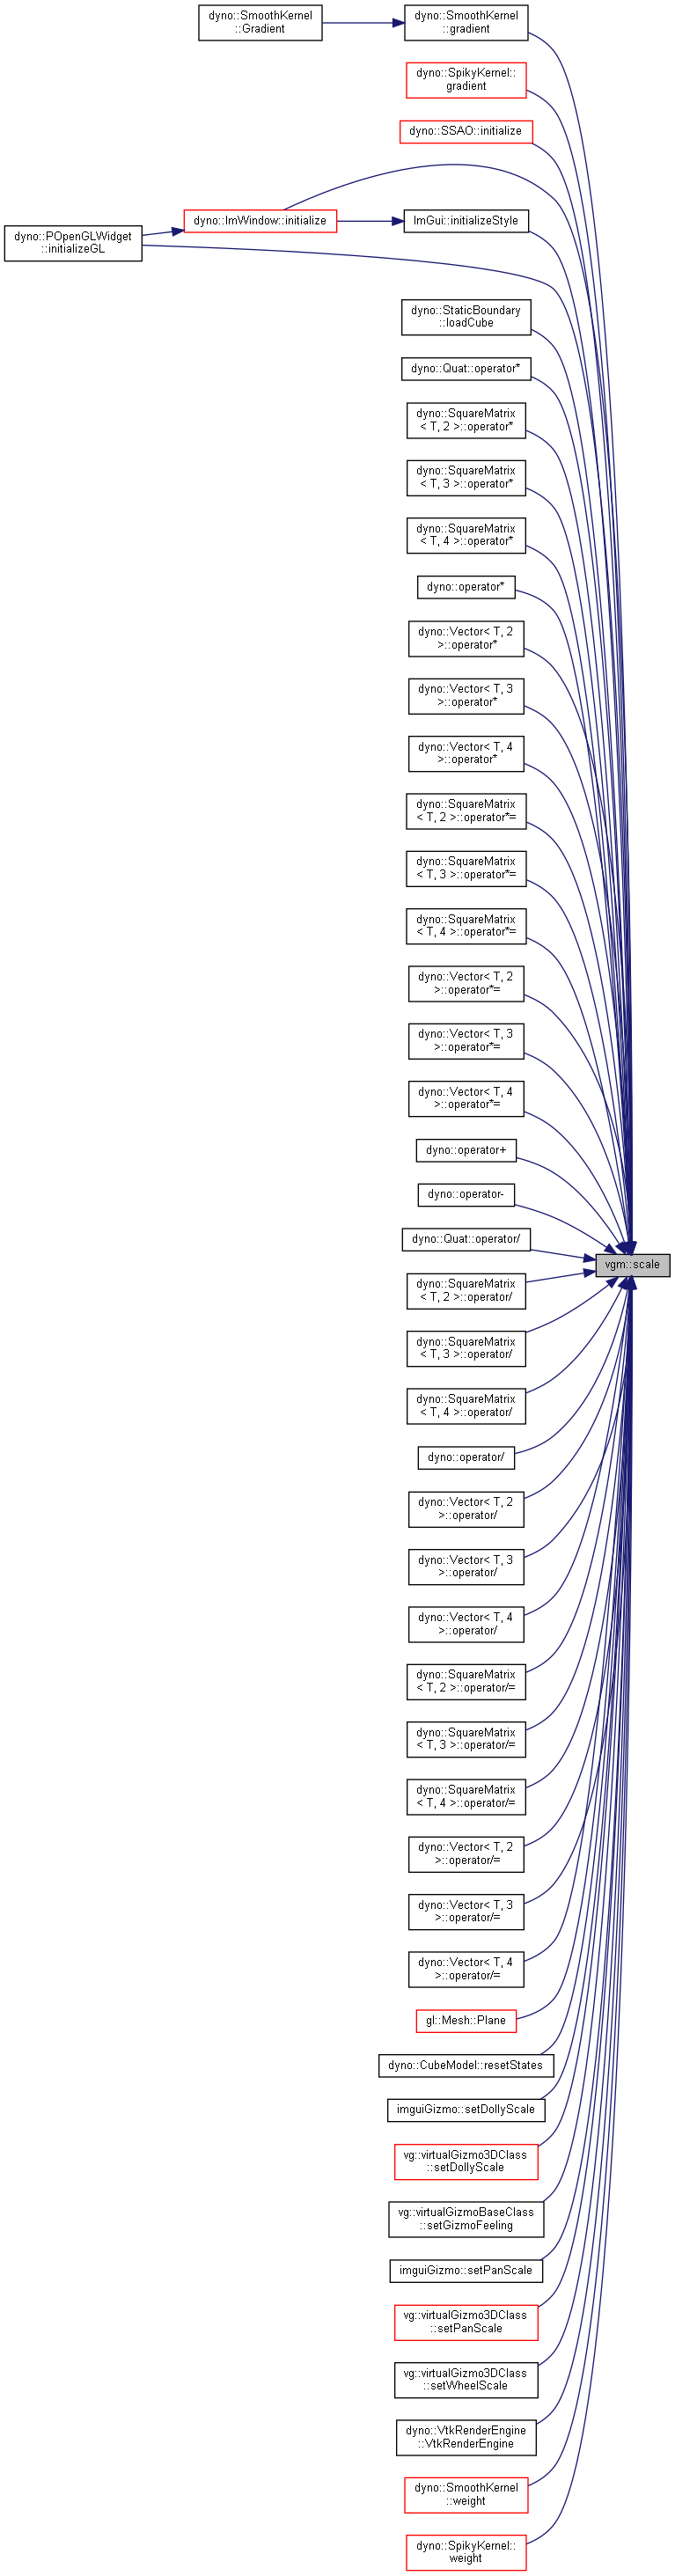 dyno::SmoothKernel
::Gradient
dyno::SmoothKernel
::gradient
dyno::SpikyKernel::
gradient
dyno::SSAO::initialize
dyno::ImWindow::initialize
ImGui::initializeStyle
dyno::POpenGLWidget
::initializeGL
dyno::StaticBoundary
::loadCube
dyno::Quat::operator*
dyno::SquareMatrix
< T, 2 >::operator*
dyno::SquareMatrix
< T, 3 >::operator*
dyno::SquareMatrix
< T, 4 >::operator*
dyno::operator*
dyno::Vector< T, 2
>::operator*
dyno::Vector< T, 3
>::operator*
dyno::Vector< T, 4
>::operator*
dyno::SquareMatrix
< T, 2 >::operator*=
dyno::SquareMatrix
< T, 3 >::operator*=
dyno::SquareMatrix
< T, 4 >::operator*=
dyno::Vector< T, 2
>::operator*=
dyno::Vector< T, 3
>::operator*=
dyno::Vector< T, 4
>::operator*=
dyno::operator+
dyno::operator-
dyno::Quat::operator/
vgm::scale
dyno::SquareMatrix
< T, 2 >::operator/
dyno::SquareMatrix
< T, 3 >::operator/
dyno::SquareMatrix
< T, 4 >::operator/
dyno::operator/
dyno::Vector< T, 2
>::operator/
dyno::Vector< T, 3
>::operator/
dyno::Vector< T, 4
>::operator/
dyno::SquareMatrix
< T, 2 >::operator/=
dyno::SquareMatrix
< T, 3 >::operator/=
dyno::SquareMatrix
< T, 4 >::operator/=
dyno::Vector< T, 2
>::operator/=
dyno::Vector< T, 3
>::operator/=
dyno::Vector< T, 4
>::operator/=
gl::Mesh::Plane
dyno::CubeModel::resetStates
imguiGizmo::setDollyScale
vg::virtualGizmo3DClass
::setDollyScale
vg::virtualGizmoBaseClass
::setGizmoFeeling
imguiGizmo::setPanScale
vg::virtualGizmo3DClass
::setPanScale
vg::virtualGizmo3DClass
::setWheelScale
dyno::VtkRenderEngine
::VtkRenderEngine
dyno::SmoothKernel
::weight
dyno::SpikyKernel::
weight